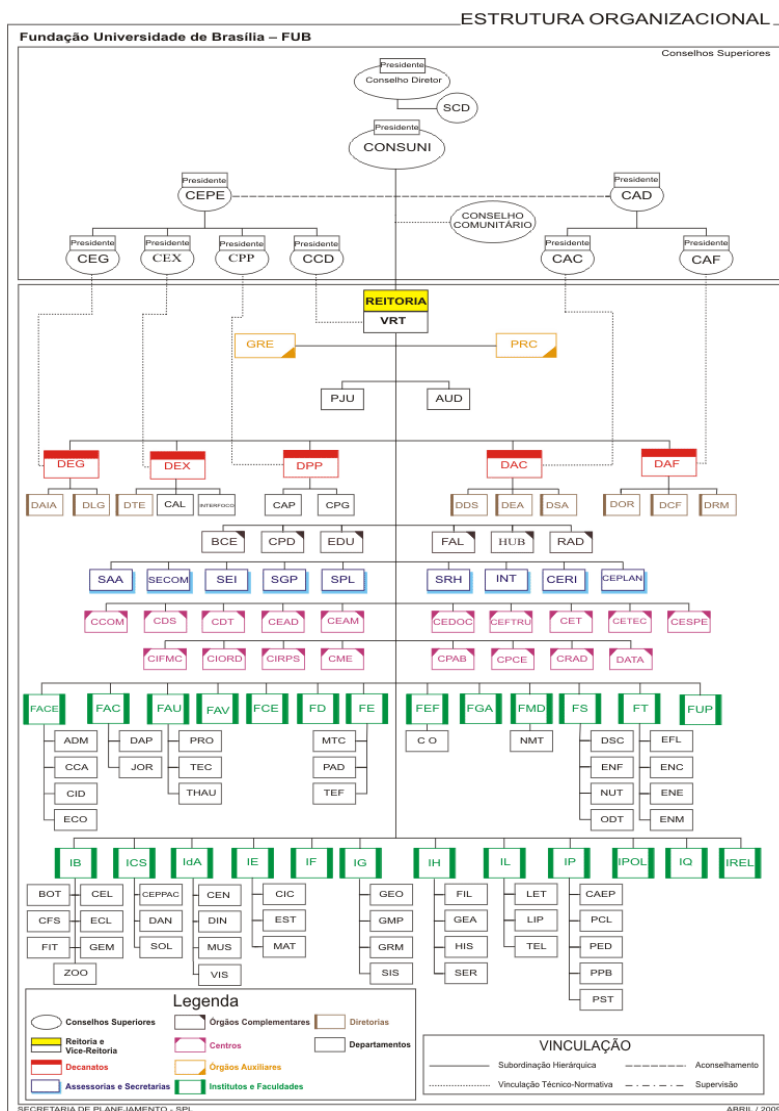 ESTRUTURA ORGANIZACIONAL
Fundação Universidade de Brasília – FUB
Conselhos Superiores
Presidente
Conselho Diretor
SCD
Presidente
CONSUNI
Presidente
CEPE
Presidente
CAD
CONSELHO
COMUNITÁRIO
Presidente Presidente Presidente Presidente Presidente Presidente
CEG CEX CPP CCD CAC CAF
REITORIA
VRT
GRE PRC
PJU AUD
DEG DEX DPP DAC DAF
DAIA DLG DTE CAL INTERFOCO CAP CPG DDS DEA DSA DOR DCF DRM
BCE CPD EDU FAL HUB RAD
SAA SECOM SEI SGP SPL SRH INT CERI CEPLAN
CCOM CDS CDT CEAD CEAM CEDOC CEFTRU CET CETEC CESPE
CIFMC CIORD CIRPS CME CPAB CPCE CRAD DATA
FACE FAC FAU FAV FCE FD FE FEF FGA FMD FS FT FUP
ADM DAP PRO MTC C O NMT DSC EFL
CCA JOR TEC PAD ENF ENC
CID THAU TEF NUT ENE
ECO ODT ENM
IB ICS IdA IE IF IG IH IL IP IPOL IQ IREL
BOT CEL CEPPAC CEN CIC GEO FIL LET CAEP
CFS ECL DAN DIN EST GMP GEA LIP PCL
FIT GEM SOL MUS MAT GRM HIS TEL PED
ZOO VIS SIS SER PPB
PST
Legenda
Conselhos Superiores
Órgãos Complementares
Diretorias
Reitoria e
Vice-Reitoria
Centros
Departamentos
Decanatos
Órgãos Auxiliares
Assessorias e Secretarias
Institutos e Faculdades
VINCULAÇÃO
Subordinação Hierárquica
Aconselhamento
Vinculação Técnico-Normativa
Supervisão
SECRETARIA DE PLANEJAMENTO - SPL
ABRIL / 2009